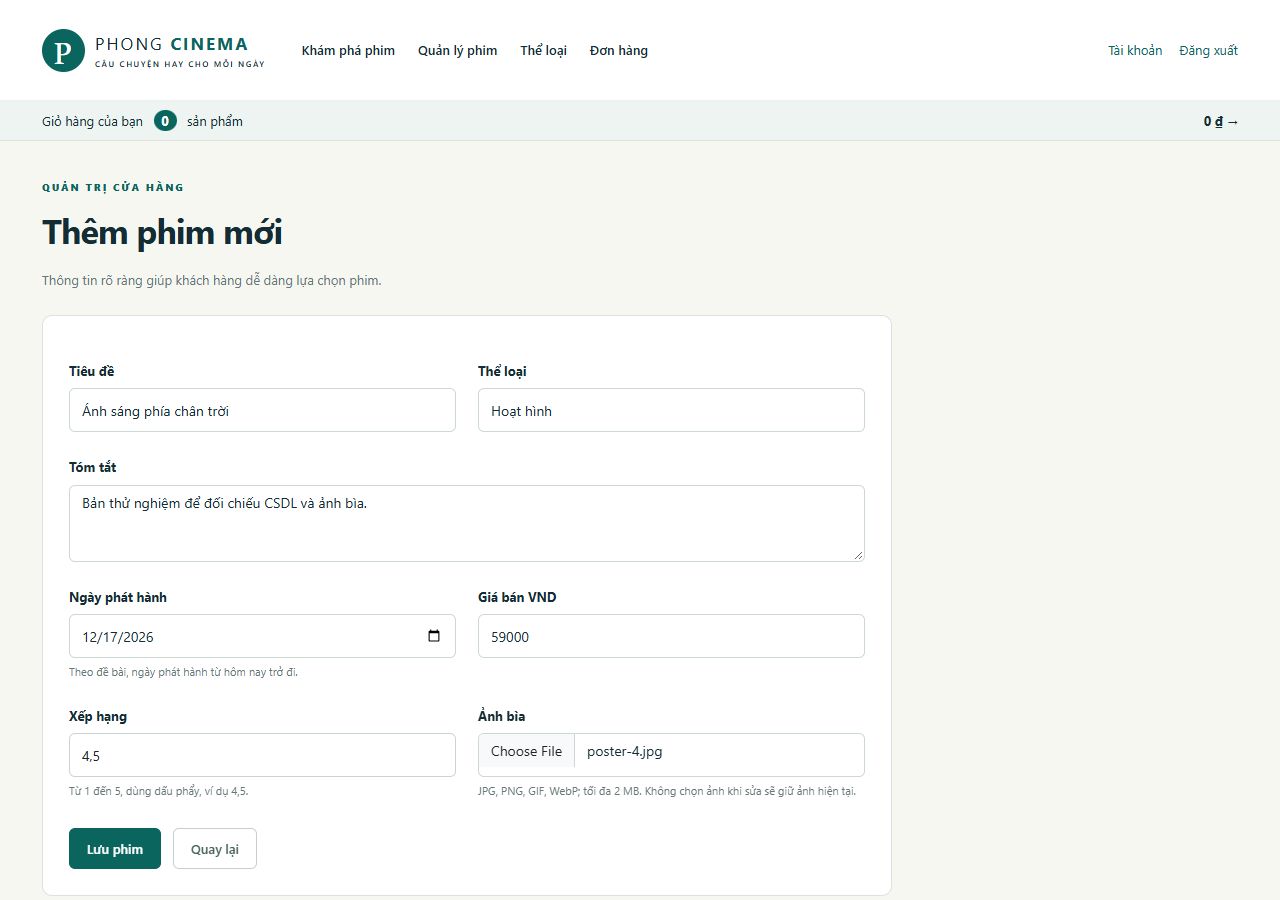 P
PHONG CINEMA
CÂU CHUYỆN HAY CHO MỖI NGÀY
Khám phá phim Quản lý phim Thể loại Đơn hàng
Tài khoản Đăng xuất
Giỏ hàng của bạn 0 sản phẩm
0 ₫ →
QUẢN TRỊ CỬA HÀNG
Thêm phim mới
Thông tin rõ ràng giúp khách hàng dễ dàng lựa chọn phim.
Tiêu đề
Ánh sáng phía chân trời
Thể loại
Hoạt hình
Tóm tắt
Bản thử nghiệm để đối chiếu CSDL và ảnh bìa.
Ngày phát hành
12/17/2026
Theo đề bài, ngày phát hành từ hôm nay trở đi.
Giá bán VND
59000
Xếp hạng
4,5
Từ 1 đến 5, dùng dấu phẩy, ví dụ 4,5.
Ảnh bìa
Choose File poster-4.jpg
JPG, PNG, GIF, WebP; tối đa 2 MB. Không chọn ảnh khi sửa sẽ giữ ảnh hiện tại.
Lưu phim Quay lại